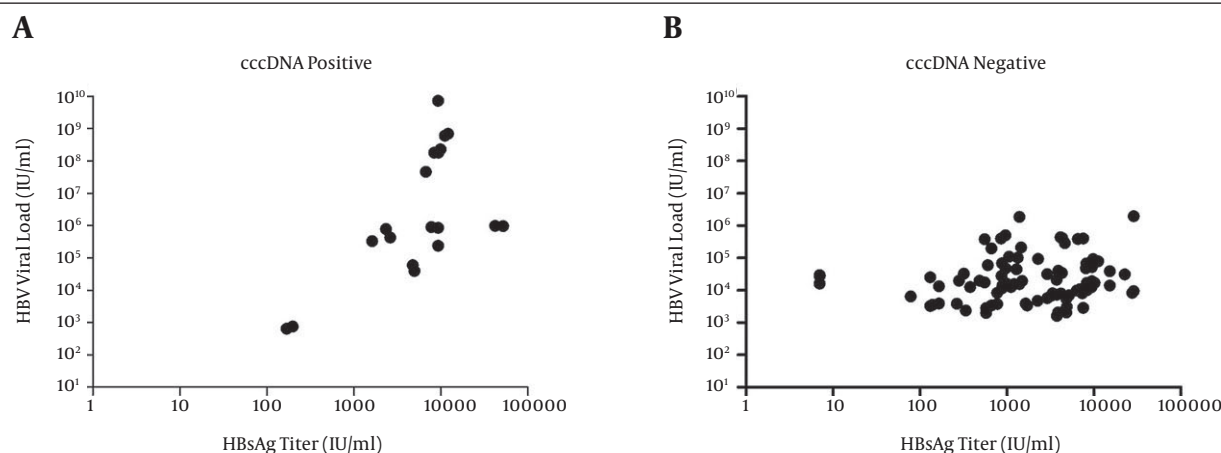 A
cccDNA Positive
HBV Viral Load (IU/ml)
10¹⁰
10⁹
10⁸
10⁷
10⁶
10⁵
10⁴
10³
10²
10¹
1 10 100 1000 10000 100000
HBsAg Titer (IU/ml)
B
cccDNA Negative
HBV Viral Load (IU/ml)
10¹⁰
10⁹
10⁸
10⁷
10⁶
10⁵
10⁴
10³
10²
10¹
1 10 100 1000 10000 100000
HBsAg Titer (IU/ml)